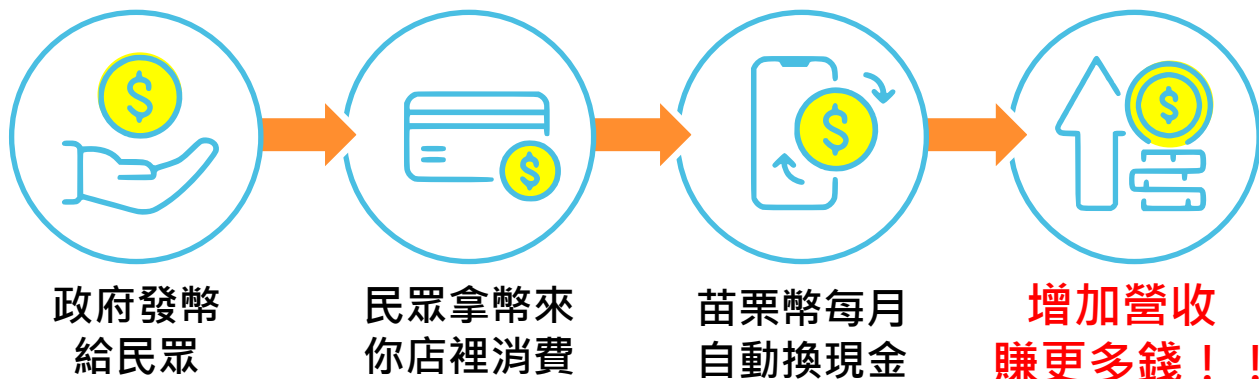 $
$
$
$
政府發幣
給民眾
民眾拿幣來
你店裡消費
苗栗幣每月
自動換現金
增加營收
賺更多錢！！